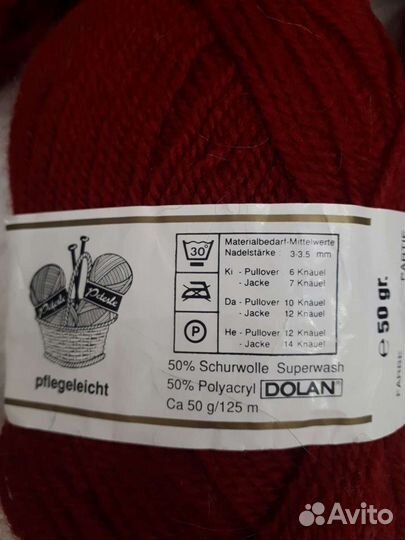 Pderle
Pderle
pflegeleicht
30°
P
Materialbedarf-Mittelwerte
Nadelstärke : 3-3.5 mm
Ki - Pullover 6 Knäuel
- Jacke 7 Knäuel
Da - Pullover 10 Knäuel
- Jacke 12 Knäuel
He - Pullover 12 Knäuel
- Jacke 14 Knäuel
50% Schurwolle Superwash
50% Polyacryl DOLAN®
Ca 50 g/125 m
e 50 gr.
FARBE
PARTIE
Avito